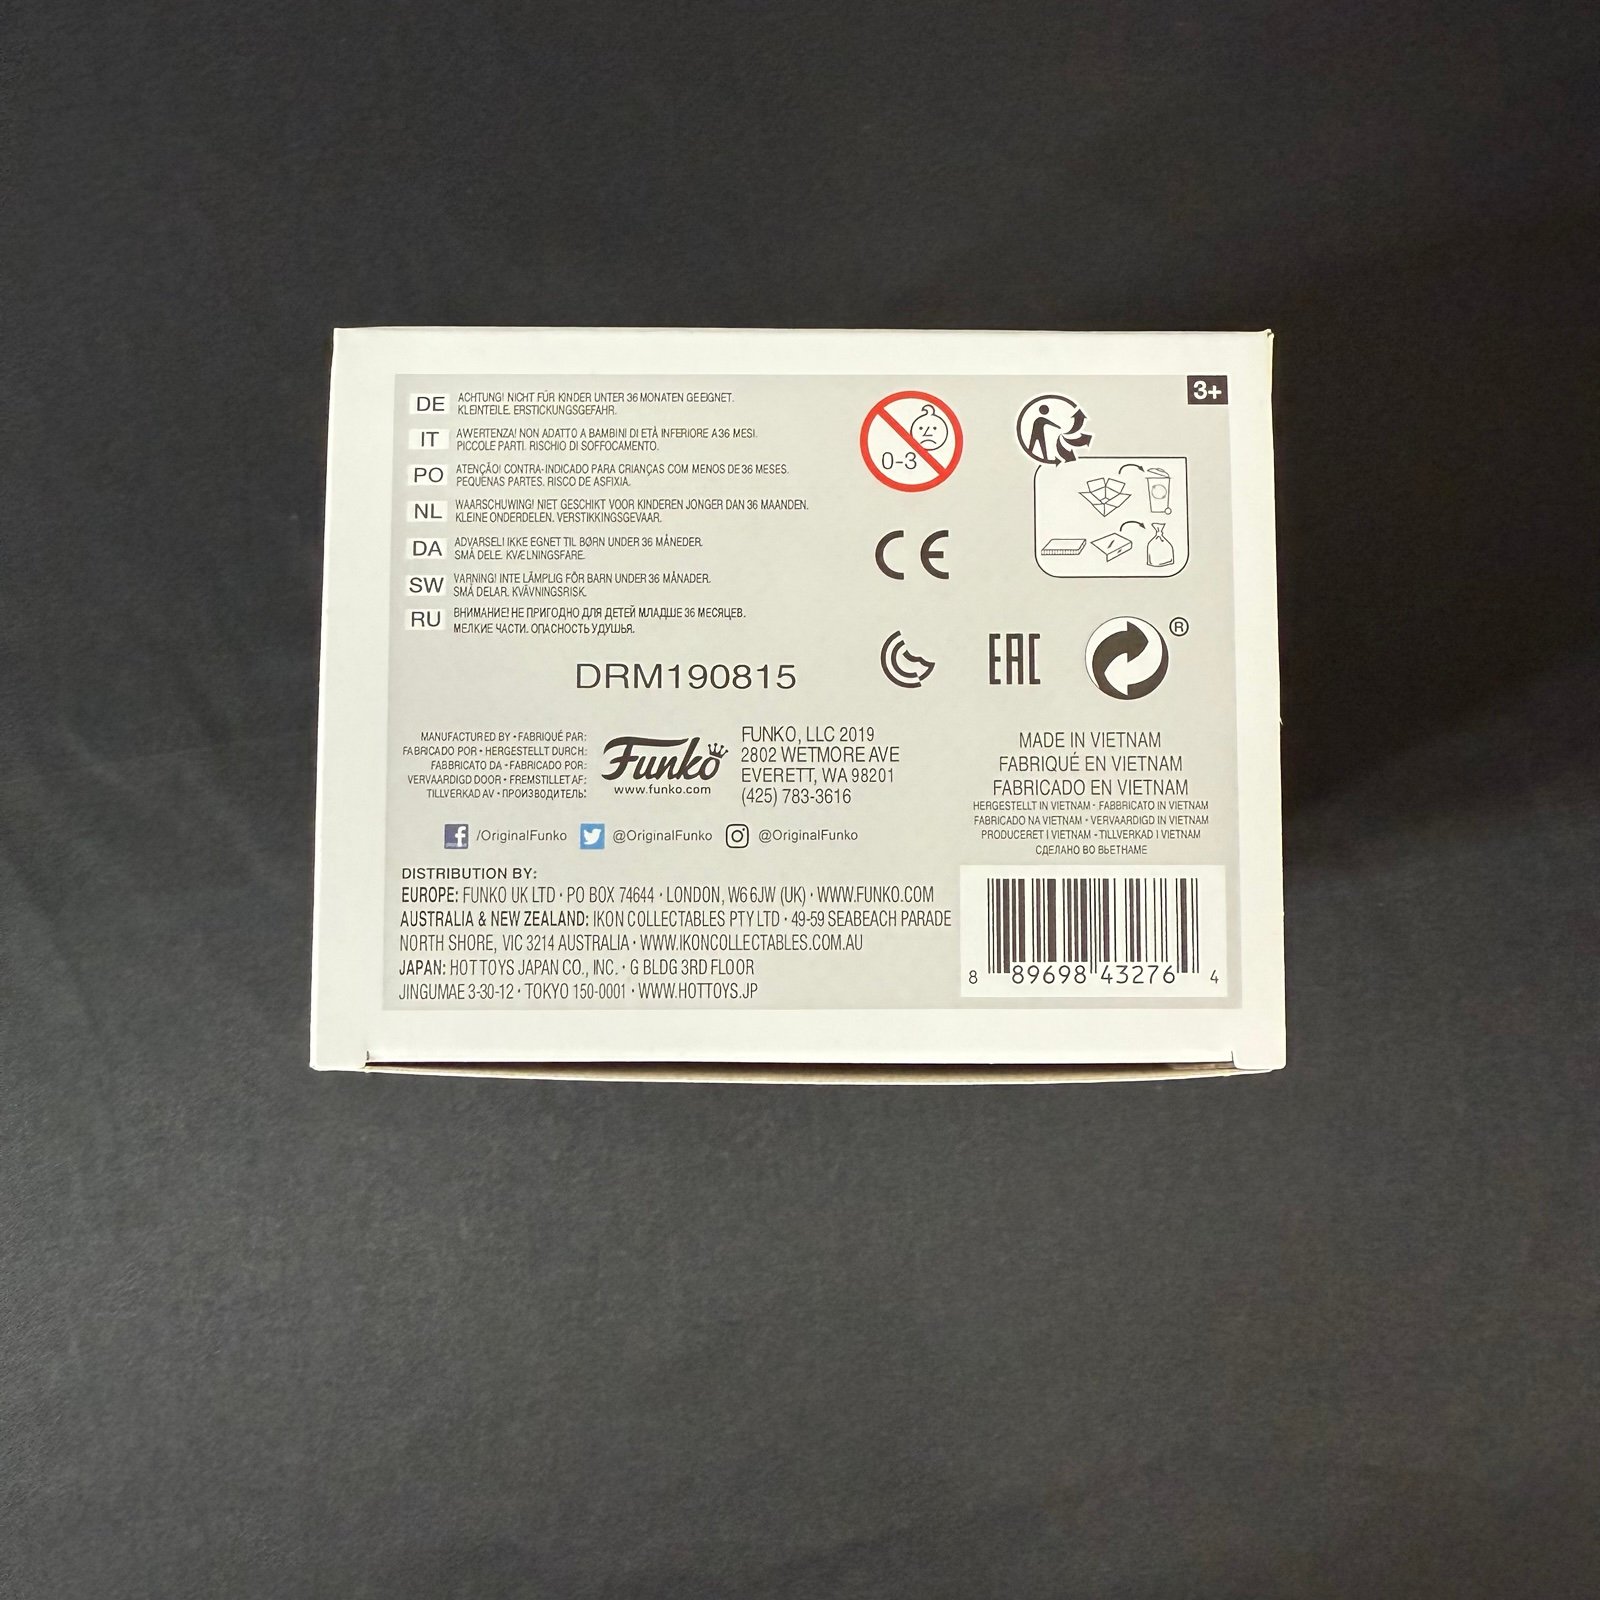 3+
DE ACHTUNG! NICHT FÜR KINDER UNTER 36 MONATEN GEEIGNET.
KLEINTEILE. ERSTICKUNGSGEFAHR.
IT AVVERTENZA! NON ADATTO A BAMBINI DI ETÀ INFERIORE A 36 MESI.
PICCOLE PARTI. RISCHIO DI SOFFOCAMENTO.
PO ATENÇÃO! CONTRA-INDICADO PARA CRIANÇAS COM MENOS DE 36 MESES.
PEQUENAS PARTES. RISCO DE ASFIXIA.
NL WAARSCHUWING! NIET GESCHIKT VOOR KINDEREN JONGER DAN 36 MAANDEN.
KLEINE ONDERDELEN. VERSTIKKINGSGEVAAR.
DA ADVARSEL! IKKE EGNET TIL BØRN UNDER 36 MÅNEDER.
SMÅ DELE. KVÆLNINGSFARE.
SW VARNING! INTE LÄMPLIG FÖR BARN UNDER 36 MÅNADER.
SMÅ DELAR. KVÄVNINGSRISK.
RU ВНИМАНИЕ! НЕ ПРИГОДНО ДЛЯ ДЕТЕЙ МЛАДШЕ 36 МЕСЯЦЕВ.
МЕЛКИЕ ЧАСТИ. ОПАСНОСТЬ УДУШЬЯ.
0-3
CE
EAC
®
DRM190815
MANUFACTURED BY • FABRIQUÉ PAR:
FABRICADO POR • HERGESTELLT DURCH:
FABBRICATO DA • FABRICADO POR:
VERVAARDIGD DOOR • FREMSTILLET AF:
TILLVERKAD AV • ПРОИЗВОДИТЕЛЬ:
Funko
www.funko.com
FUNKO, LLC 2019
2802 WETMORE AVE
EVERETT, WA 98201
(425) 783-3616
MADE IN VIETNAM
FABRIQUÉ EN VIETNAM
FABRICADO EN VIETNAM
HERGESTELLT IN VIETNAM • FABBRICATO IN VIETNAM
FABRICADO NA VIETNAM • VERVAARDIGD IN VIETNAM
PRODUCERET I VIETNAM • TILLVERKAD I VIETNAM
СДЕЛАНО ВО ВЬЕТНАМЕ
f /OriginalFunko @OriginalFunko @OriginalFunko
DISTRIBUTION BY:
EUROPE: FUNKO UK LTD • PO BOX 74644 • LONDON, W6 6JW (UK) • WWW.FUNKO.COM
AUSTRALIA & NEW ZEALAND: IKON COLLECTABLES PTY LTD • 49-59 SEABEACH PARADE
NORTH SHORE, VIC 3214 AUSTRALIA • WWW.IKONCOLLECTABLES.COM.AU
JAPAN: HOT TOYS JAPAN CO., INC. • G BLDG 3RD FLOOR
JINGUMAE 3-30-12 • TOKYO 150-0001 • WWW.HOTTOYS.JP
8 89698 43276 4